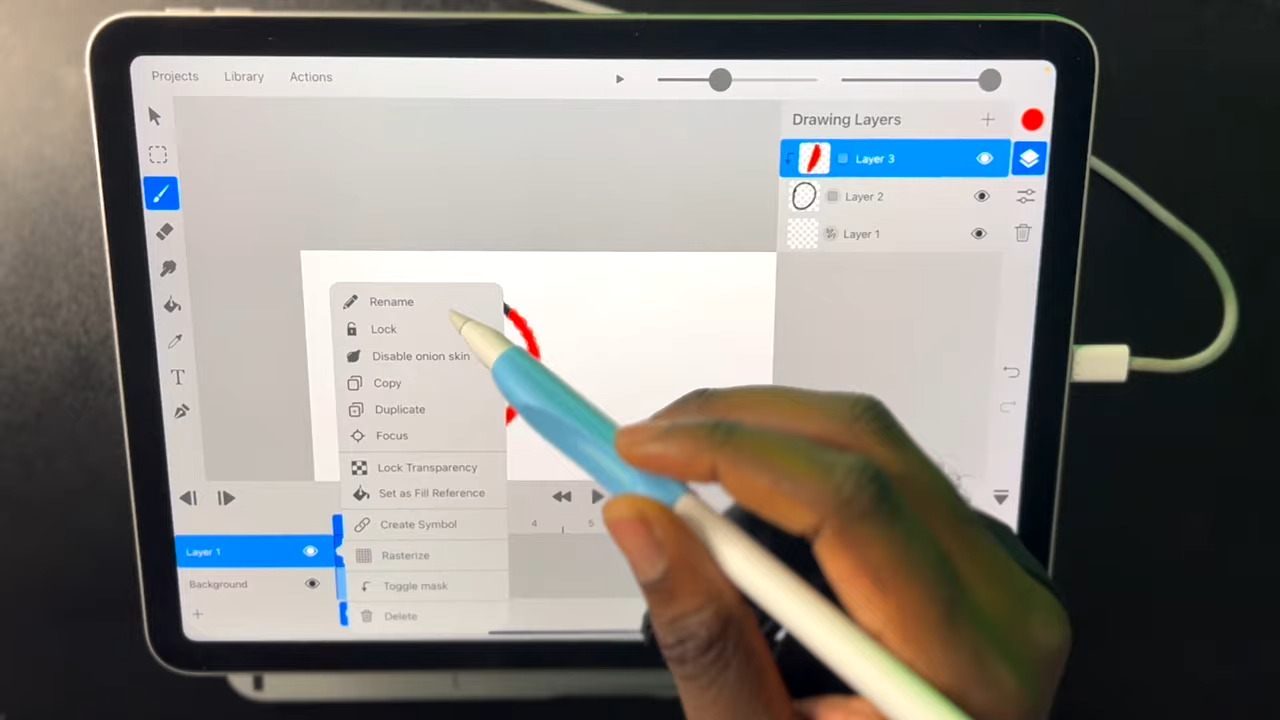 Projects
Library
Actions
Drawing Layers
Layer 3
Layer 2
Layer 1
Rename
Lock
Disable onion skin
Copy
Duplicate
Focus
Lock Transparency
Set as Fill Reference
Create Symbol
Rasterize
Toggle mask
Delete
T
4
5
Layer 1
Background